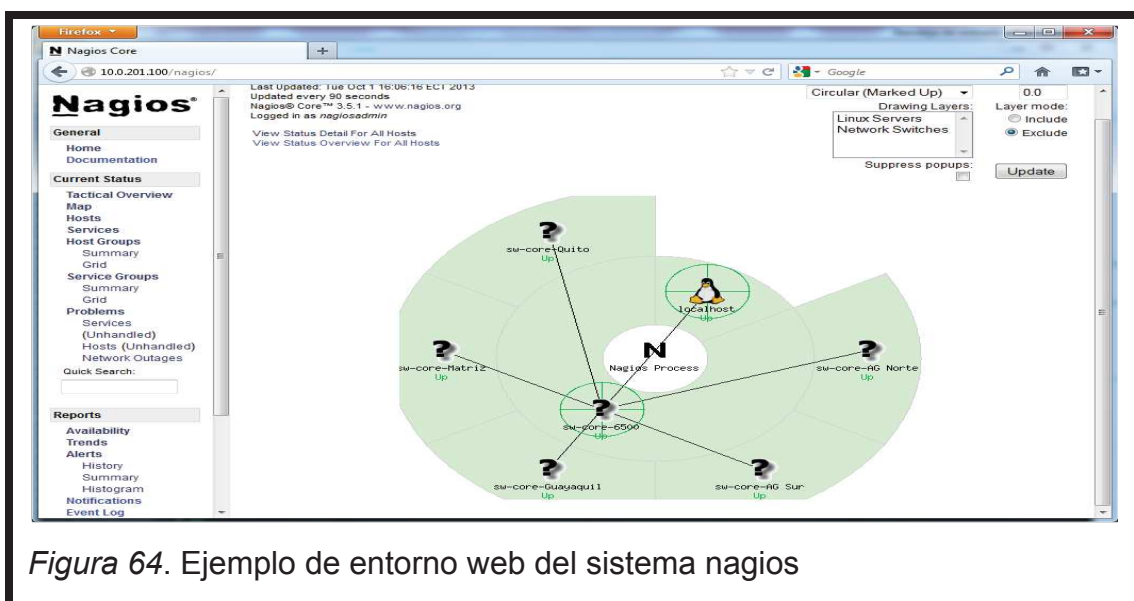 Firefox
Nagios Core
+
10.0.201.100/nagios/
Google
Nagios®
General
Home
Documentation
Current Status
Tactical Overview
Map
Hosts
Services
Host Groups
Summary
Grid
Service Groups
Summary
Grid
Problems
Services
(Unhandled)
Hosts (Unhandled)
Network Outages
Quick Search:
Reports
Availability
Trends
Alerts
History
Summary
Histogram
Notifications
Event Log
Last Updated: Tue Oct 1 16:06:16 ECT 2013
Updated every 90 seconds
Nagios® Core™ 3.5.1 - www.nagios.org
Logged in as nagiosadmin
View Status Detail For All Hosts
View Status Overview For All Hosts
Circular (Marked Up)
0.0
Drawing Layers:
Layer mode:
Linux Servers
Network Switches
Include
Exclude
Suppress popups:
Update
sw-core-Quito
Up
localhost
Up
N
Nagios Process
sw-core-Matriz
Up
sw-core-AG Norte
Up
sw-core-6500
Up
sw-core-Guayaquil
Up
sw-core-AG Sur
Up
Figura 64. Ejemplo de entorno web del sistema nagios